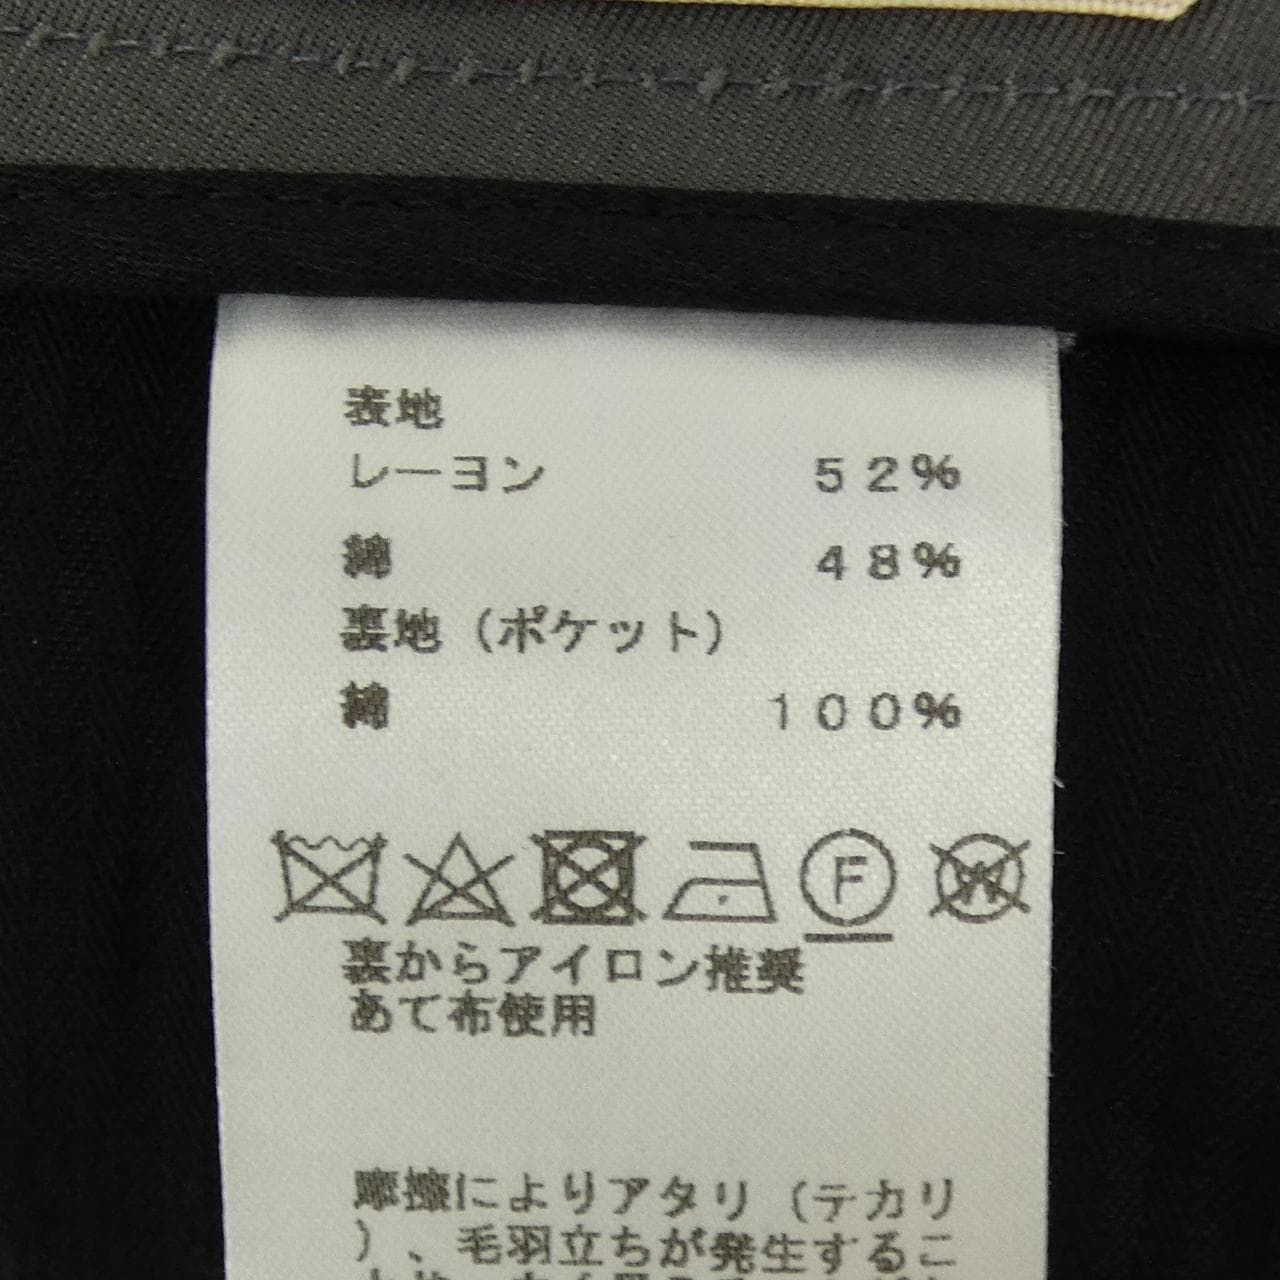 表地
レーヨン 52%
綿 48%
裏地（ポケット）
綿 100%
F W
裏からアイロン推奨
あて布使用
摩擦によりアタリ（テカリ
）、毛羽立ちが発生するこ